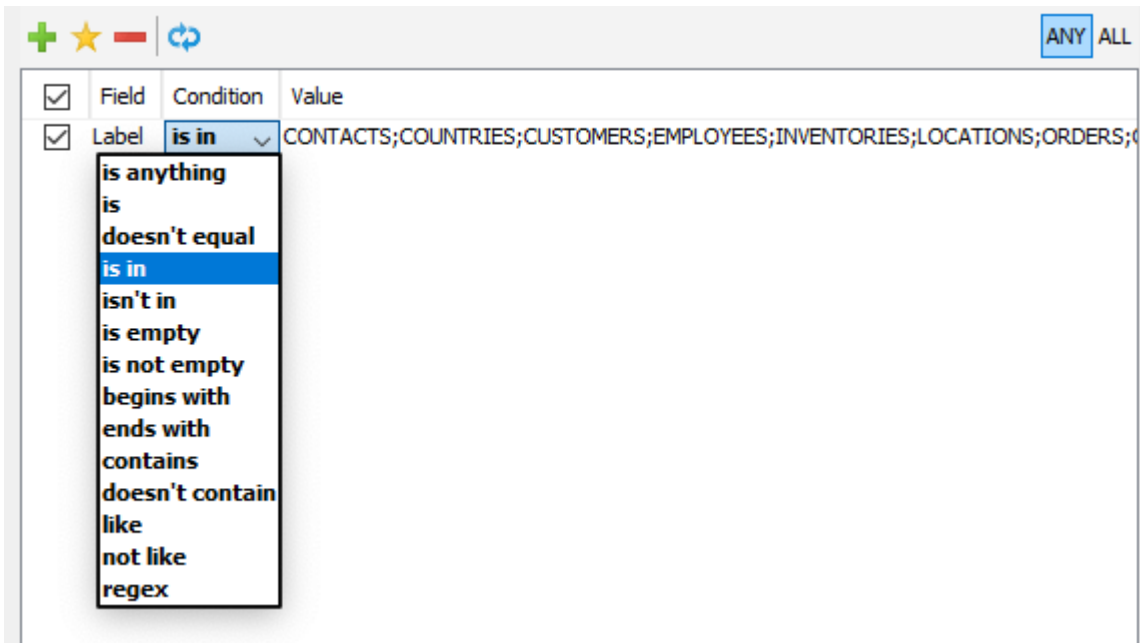 ANY ALL
Field Condition Value
Label is in CONTACTS;COUNTRIES;CUSTOMERS;EMPLOYEES;INVENTORIES;LOCATIONS;ORDERS;
is anything
is
doesn't equal
is in
isn't in
is empty
is not empty
begins with
ends with
contains
doesn't contain
like
not like
regex